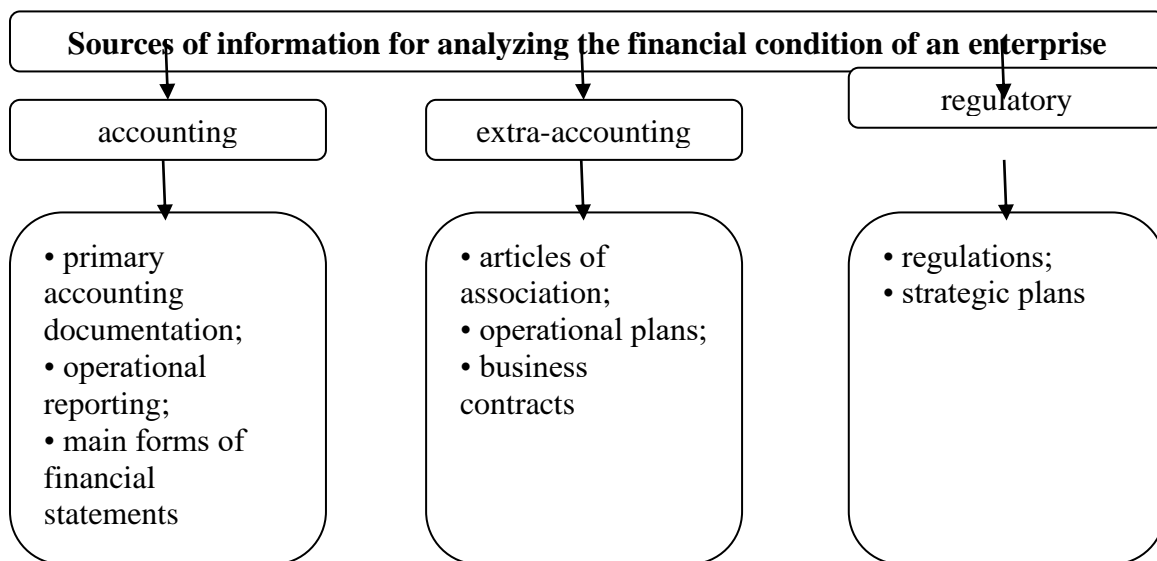 Sources of information for analyzing the financial condition of an enterprise
accounting
extra-accounting
regulatory
• primary
accounting
documentation;
• operational
reporting;
• main forms of
financial
statements
• articles of
association;
• operational plans;
• business
contracts
• regulations;
• strategic plans